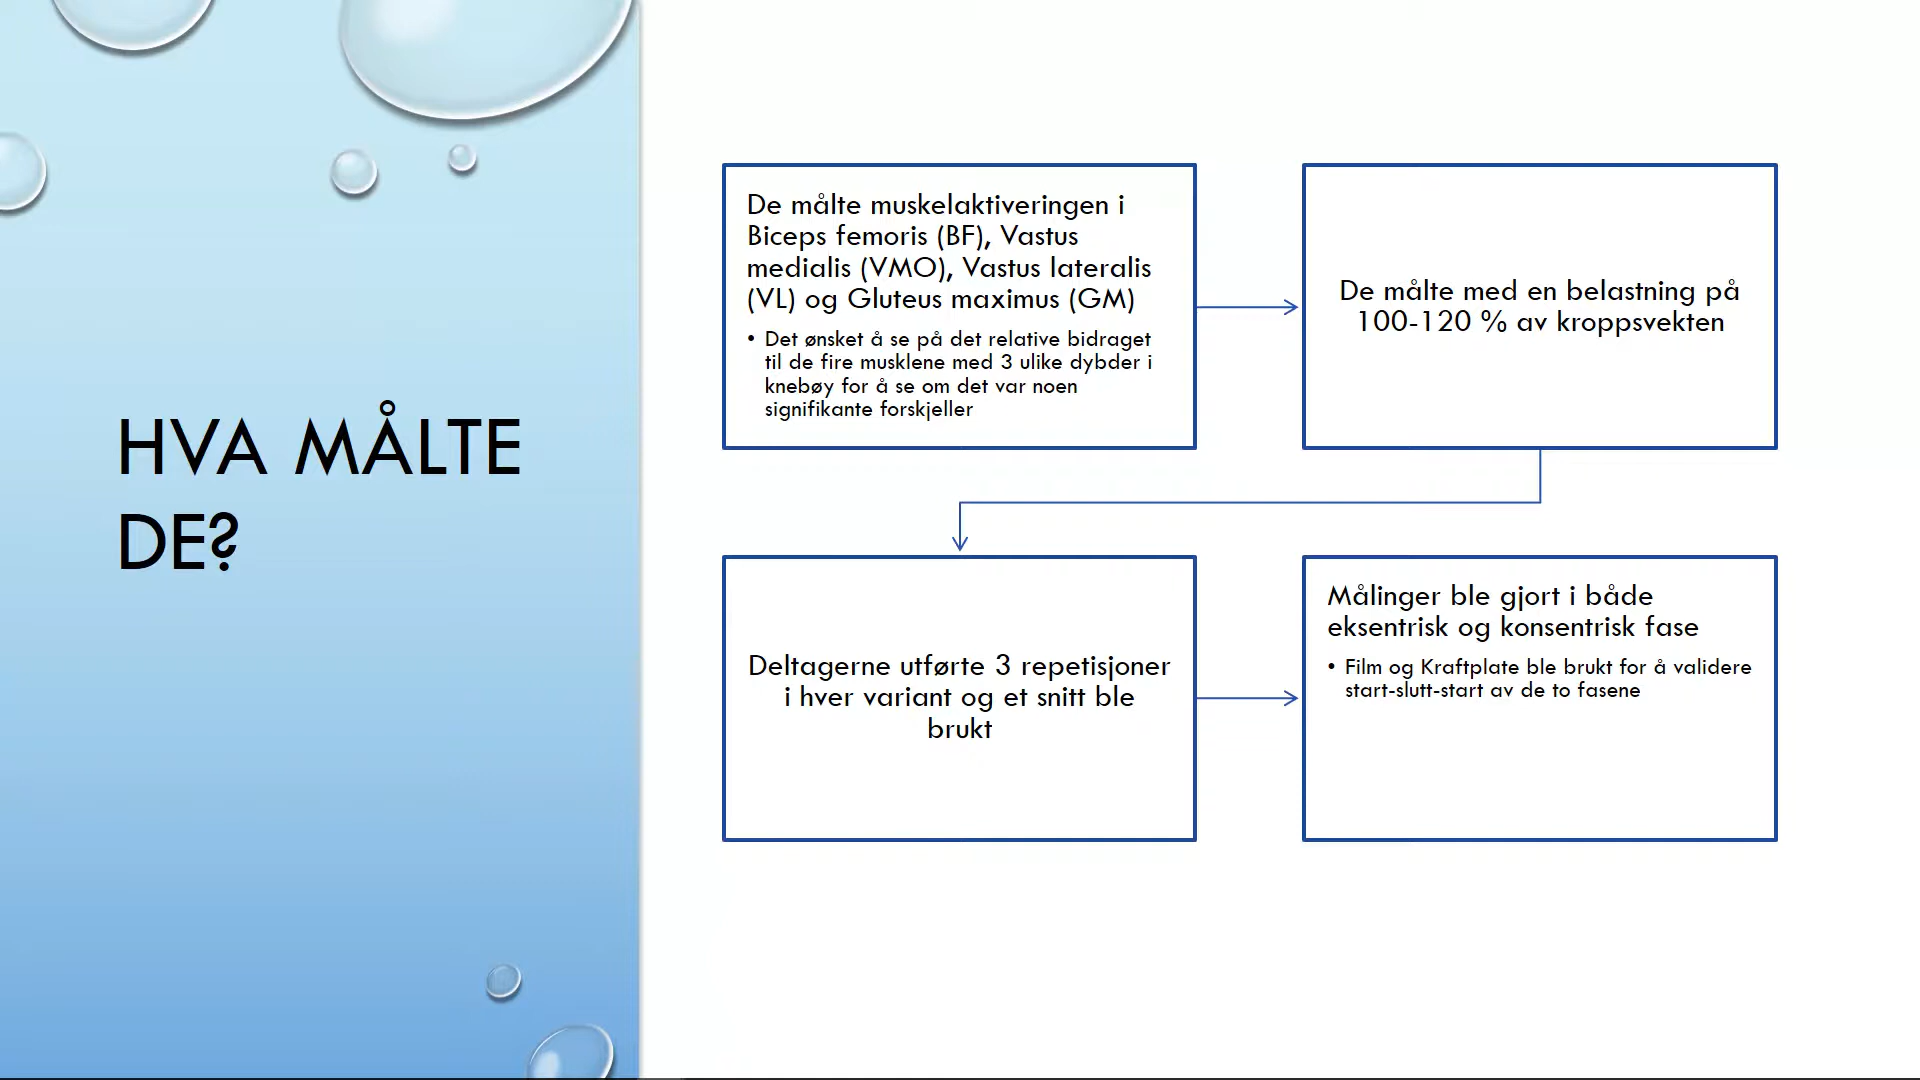 HVA MÅLTE
DE?
De målte muskelaktiveringen i
Biceps femoris (BF), Vastus
medialis (VMO), Vastus lateralis
(VL) og Gluteus maximus (GM)
• Det ønsket å se på det relative bidraget
til de fire musklene med 3 ulike dybder i
knebøy for å se om det var noen
signifikante forskjeller
De målte med en belastning på
100-120 % av kroppsvekten
Deltagerne utførte 3 repetisjoner
i hver variant og et snitt ble
brukt
Målinger ble gjort i både
eksentrisk og konsentrisk fase
• Film og Kraftplate ble brukt for å validere
start-slutt-start av de to fasene